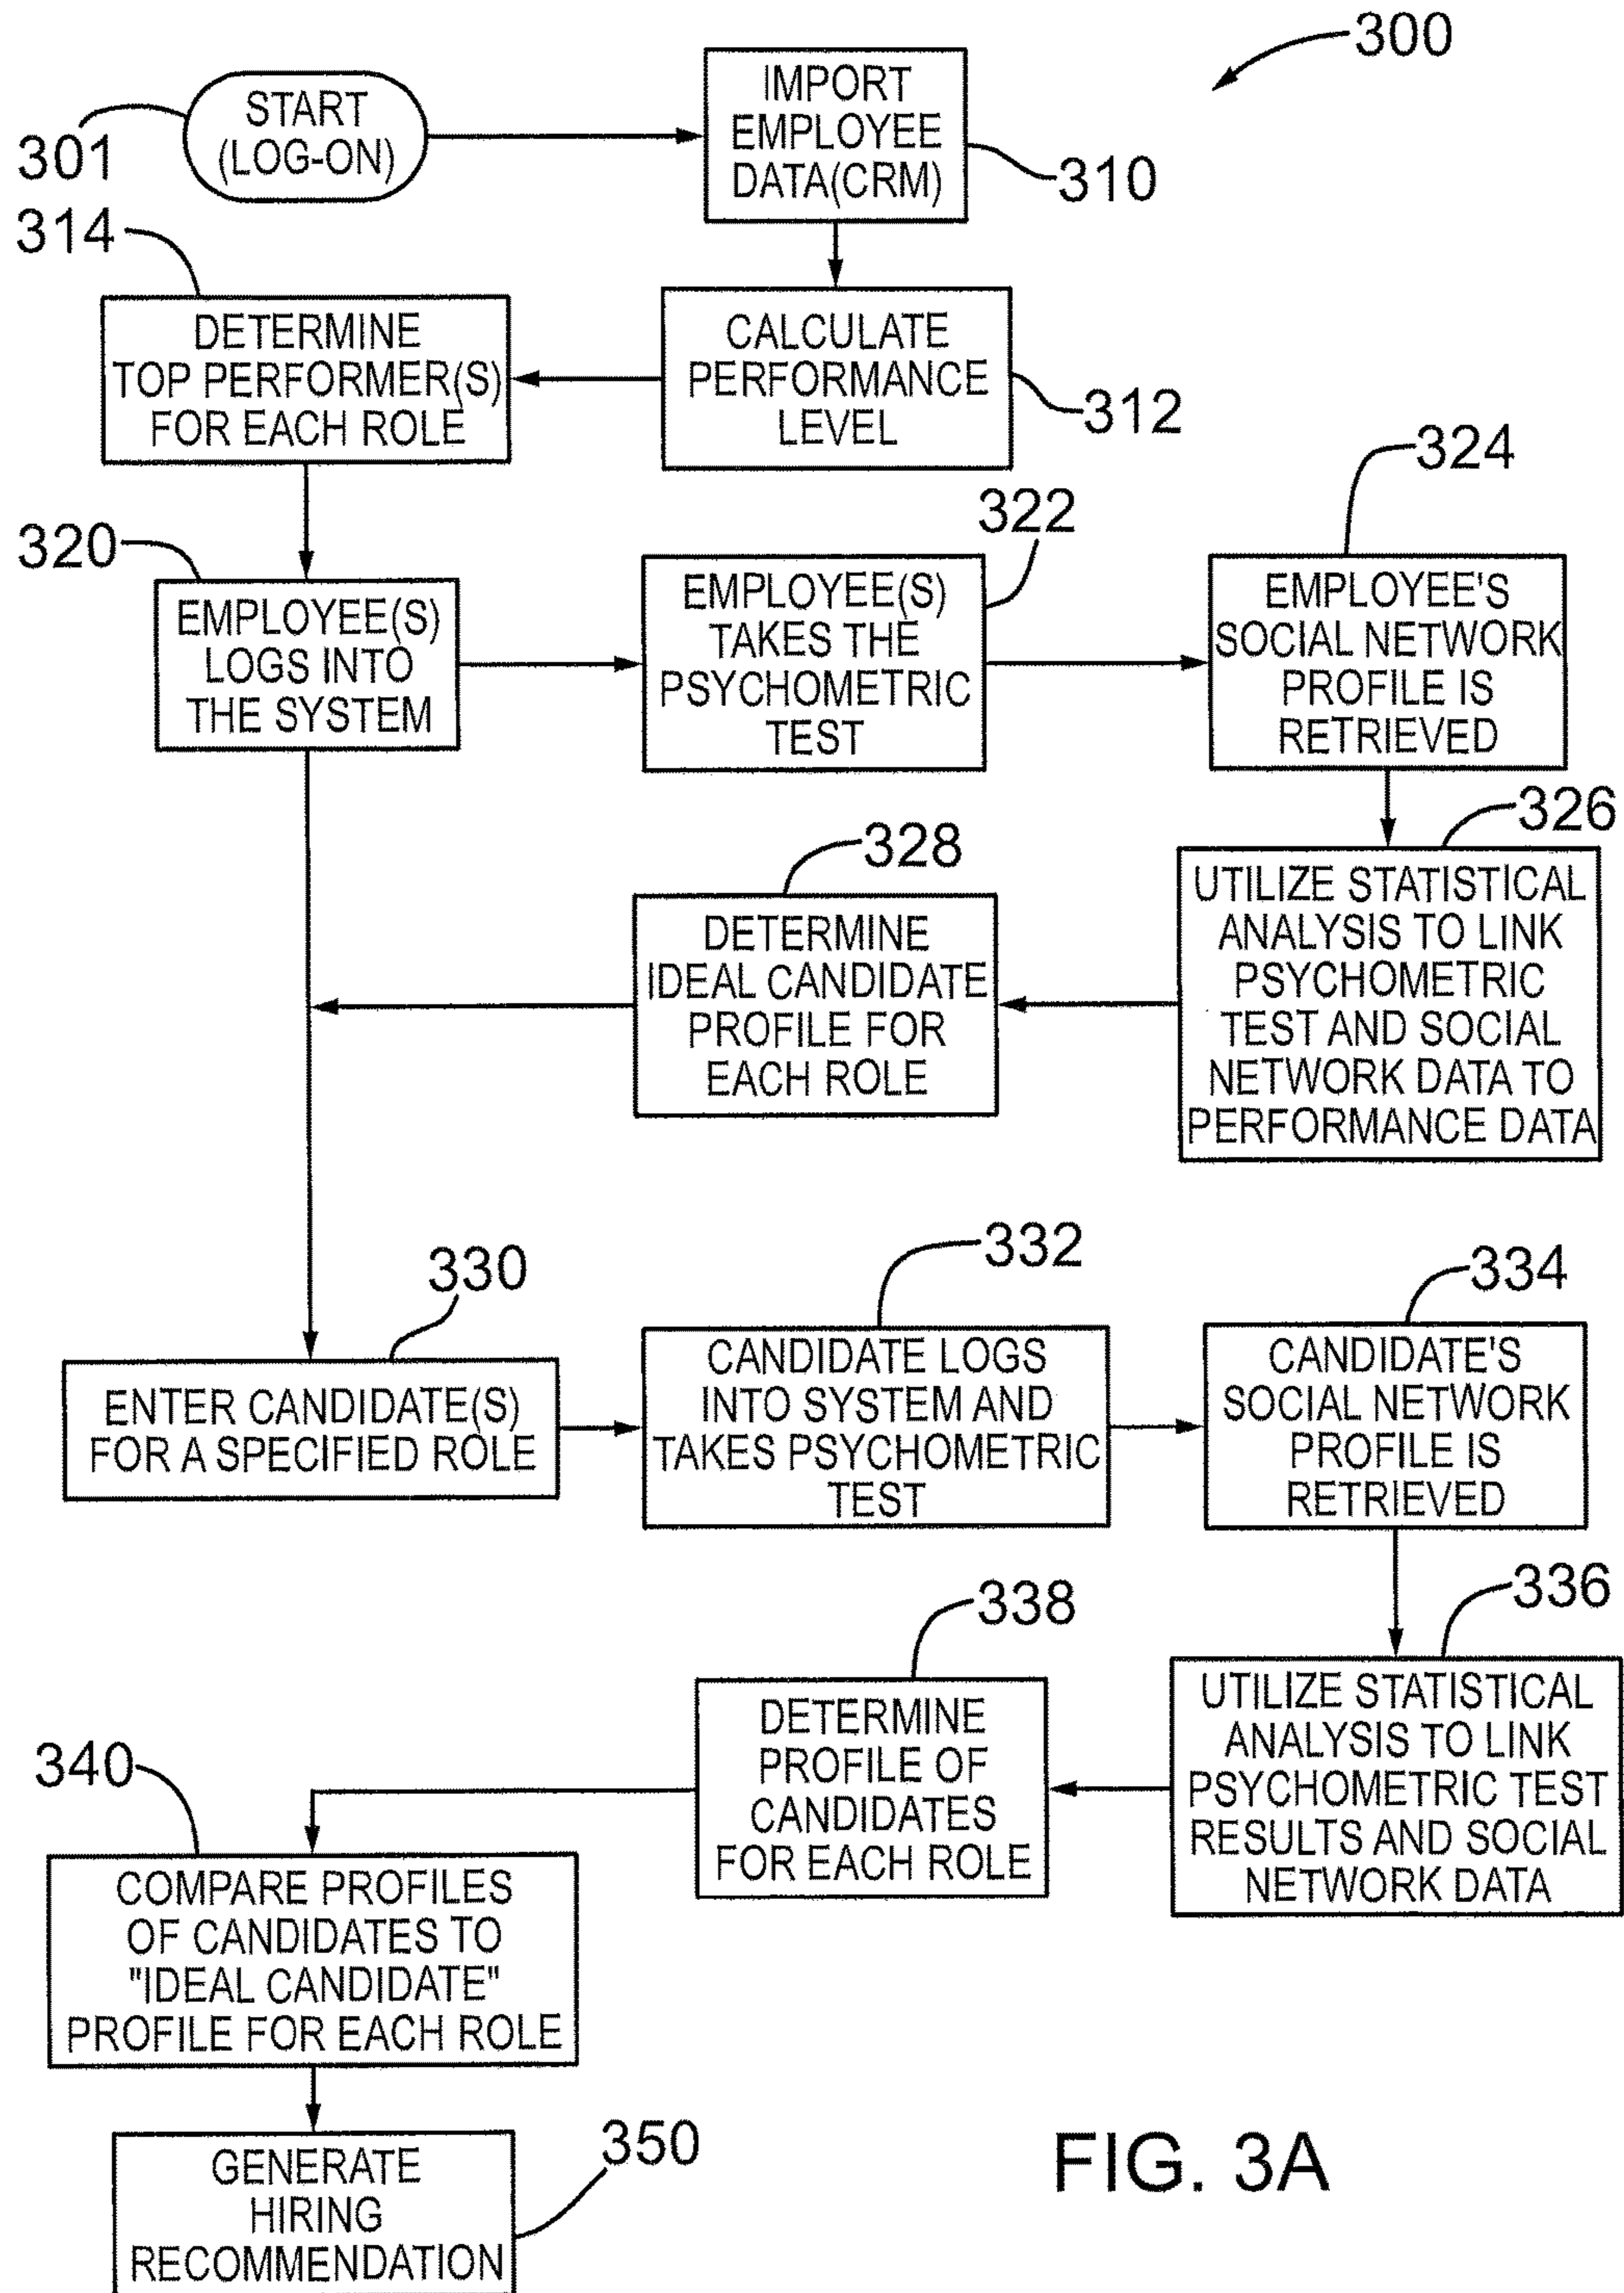 300
START
(LOG-ON)
301
IMPORT
EMPLOYEE
DATA(CRM)
310
314
DETERMINE
TOP PERFORMER(S)
FOR EACH ROLE
CALCULATE
PERFORMANCE
LEVEL
312
320
EMPLOYEE(S)
LOGS INTO
THE SYSTEM
322
EMPLOYEE(S)
TAKES THE
PSYCHOMETRIC
TEST
324
EMPLOYEE'S
SOCIAL NETWORK
PROFILE IS
RETRIEVED
326
UTILIZE STATISTICAL
ANALYSIS TO LINK
PSYCHOMETRIC
TEST AND SOCIAL
NETWORK DATA TO
PERFORMANCE DATA
328
DETERMINE
IDEAL CANDIDATE
PROFILE FOR
EACH ROLE
330
ENTER CANDIDATE(S)
FOR A SPECIFIED ROLE
332
CANDIDATE LOGS
INTO SYSTEM AND
TAKES PSYCHOMETRIC
TEST
334
CANDIDATE'S
SOCIAL NETWORK
PROFILE IS
RETRIEVED
336
UTILIZE STATISTICAL
ANALYSIS TO LINK
PSYCHOMETRIC TEST
RESULTS AND SOCIAL
NETWORK DATA
338
DETERMINE
PROFILE OF
CANDIDATES
FOR EACH ROLE
340
COMPARE PROFILES
OF CANDIDATES TO
"IDEAL CANDIDATE"
PROFILE FOR EACH ROLE
350
GENERATE
HIRING
RECOMMENDATION
FIG. 3A